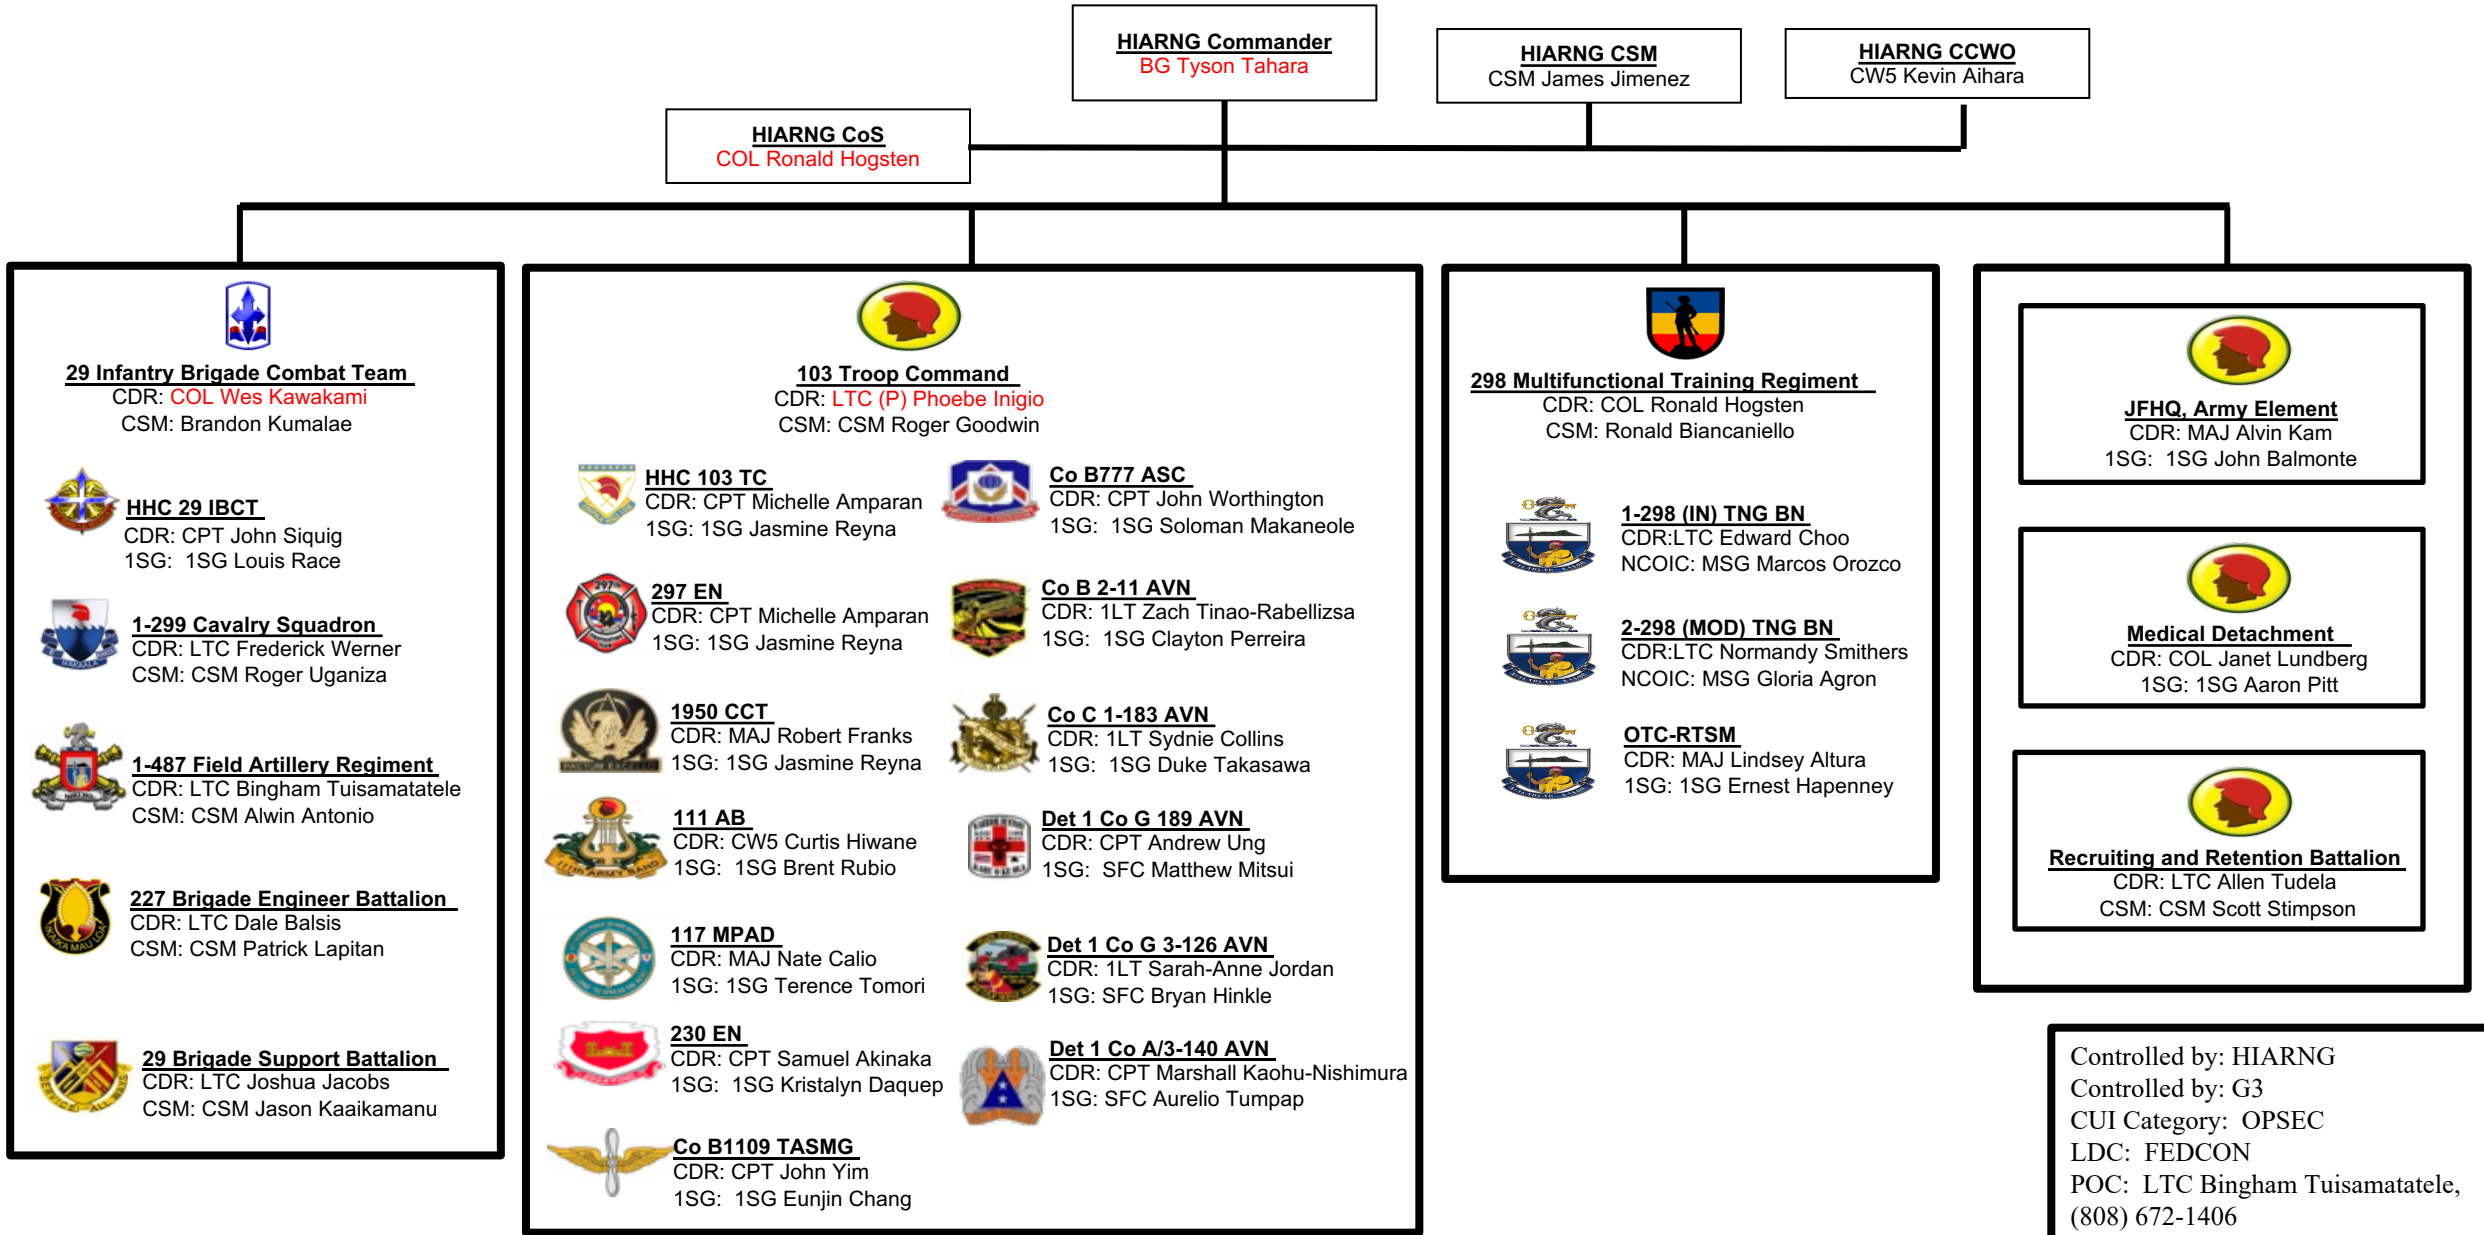 HIARNG Commander
BG Tyson Tahara
HIARNG CSM
CSM James Jimenez
HIARNG CCWO
CW5 Kevin Aihara
HIARNG CoS
COL Ronald Hogsten
29 Infantry Brigade Combat Team
CDR: COL Wes Kawakami
CSM: Brandon Kumalae
HHC 29 IBCT
CDR: CPT John Siquig
1SG: 1SG Louis Race
1-299 Cavalry Squadron
CDR: LTC Frederick Werner
CSM: CSM Roger Uganiza
1-487 Field Artillery Regiment
CDR: LTC Bingham Tuisamatatele
CSM: CSM Alwin Antonio
227 Brigade Engineer Battalion
CDR: LTC Dale Balsis
CSM: CSM Patrick Lapitan
29 Brigade Support Battalion
CDR: LTC Joshua Jacobs
CSM: CSM Jason Kaaikamanu
103 Troop Command
CDR: LTC (P) Phoebe Inigio
CSM: CSM Roger Goodwin
HHC 103 TC
CDR: CPT Michelle Amparan
1SG: 1SG Jasmine Reyna
297 EN
CDR: CPT Michelle Amparan
1SG: 1SG Jasmine Reyna
1950 CCT
CDR: MAJ Robert Franks
1SG: 1SG Jasmine Reyna
111 AB
CDR: CW5 Curtis Hiwane
1SG: 1SG Brent Rubio
117 MPAD
CDR: MAJ Nate Calio
1SG: 1SG Terence Tomori
230 EN
CDR: CPT Samuel Akinaka
1SG: 1SG Kristalyn Daquep
Co B1109 TASMG
CDR: CPT John Yim
1SG: 1SG Eunjin Chang
Co B777 ASC
CDR: CPT John Worthington
1SG: 1SG Soloman Makaneole
Co B 2-11 AVN
CDR: 1LT Zach Tinao-Rabellizsa
1SG: 1SG Clayton Perreira
Co C 1-183 AVN
CDR: 1LT Sydnie Collins
1SG: 1SG Duke Takasawa
Det 1 Co G 189 AVN
CDR: CPT Andrew Ung
1SG: SFC Matthew Mitsui
Det 1 Co G 3-126 AVN
CDR: 1LT Sarah-Anne Jordan
1SG: SFC Bryan Hinkle
Det 1 Co A/3-140 AVN
CDR: CPT Marshall Kaohu-Nishimura
1SG: SFC Aurelio Tumpap
298 Multifunctional Training Regiment
CDR: COL Ronald Hogsten
CSM: Ronald Biancaniello
1-298 (IN) TNG BN
CDR:LTC Edward Choo
NCOIC: MSG Marcos Orozco
2-298 (MOD) TNG BN
CDR:LTC Normandy Smithers
NCOIC: MSG Gloria Agron
OTC-RTSM
CDR: MAJ Lindsey Altura
1SG: 1SG Ernest Hapenney
JFHQ, Army Element
CDR: MAJ Alvin Kam
1SG: 1SG John Balmonte
Medical Detachment
CDR: COL Janet Lundberg
1SG: 1SG Aaron Pitt
Recruiting and Retention Battalion
CDR: LTC Allen Tudela
CSM: CSM Scott Stimpson
Controlled by: HIARNG
Controlled by: G3
CUI Category: OPSEC
LDC: FEDCON
POC: LTC Bingham Tuisamatatele,
(808) 672-1406